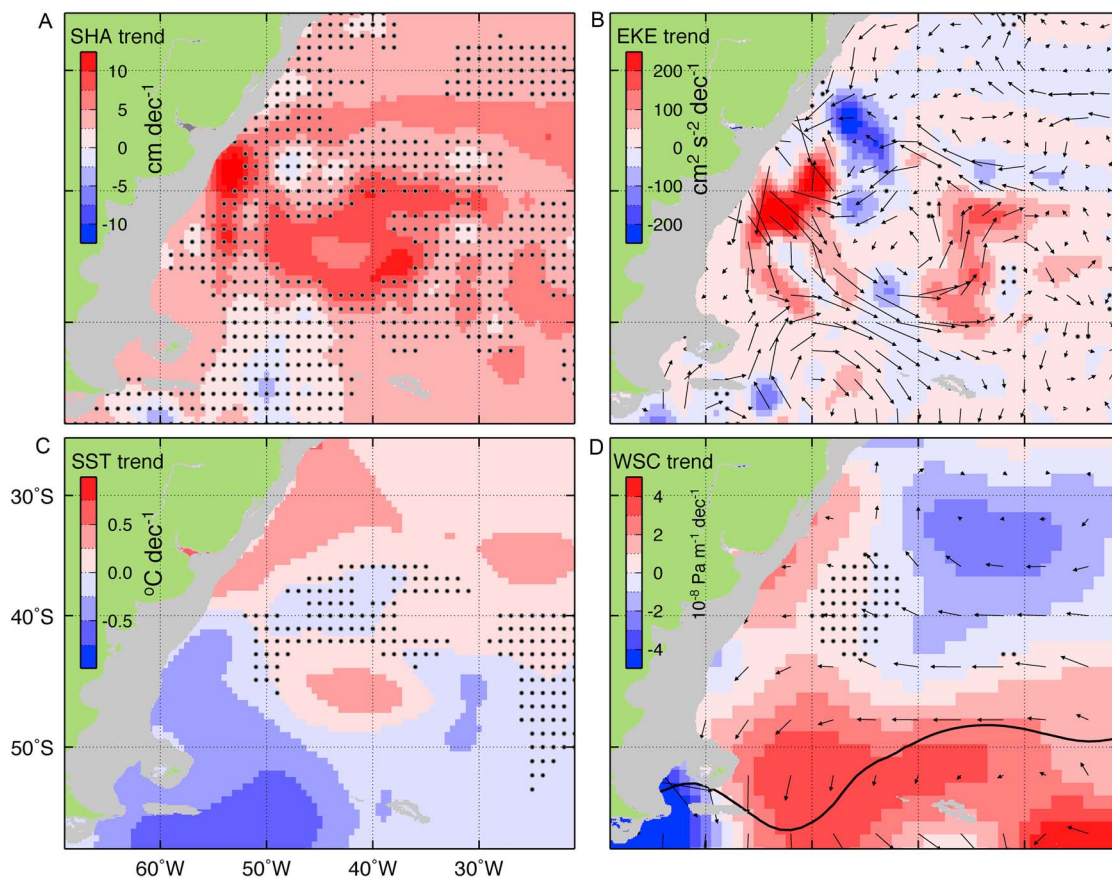 A
SHA trend
10
5
0
-5
-10
cm dec⁻¹
B
EKE trend
200
100
0
-100
-200
cm² s⁻² dec⁻¹
C
SST trend
0.5
0.0
-0.5
°C dec⁻¹
30°S
40°S
50°S
60°W
50°W
40°W
30°W
D
WSC trend
4
2
0
-2
-4
10⁻⁸ Pa m⁻¹ dec⁻¹